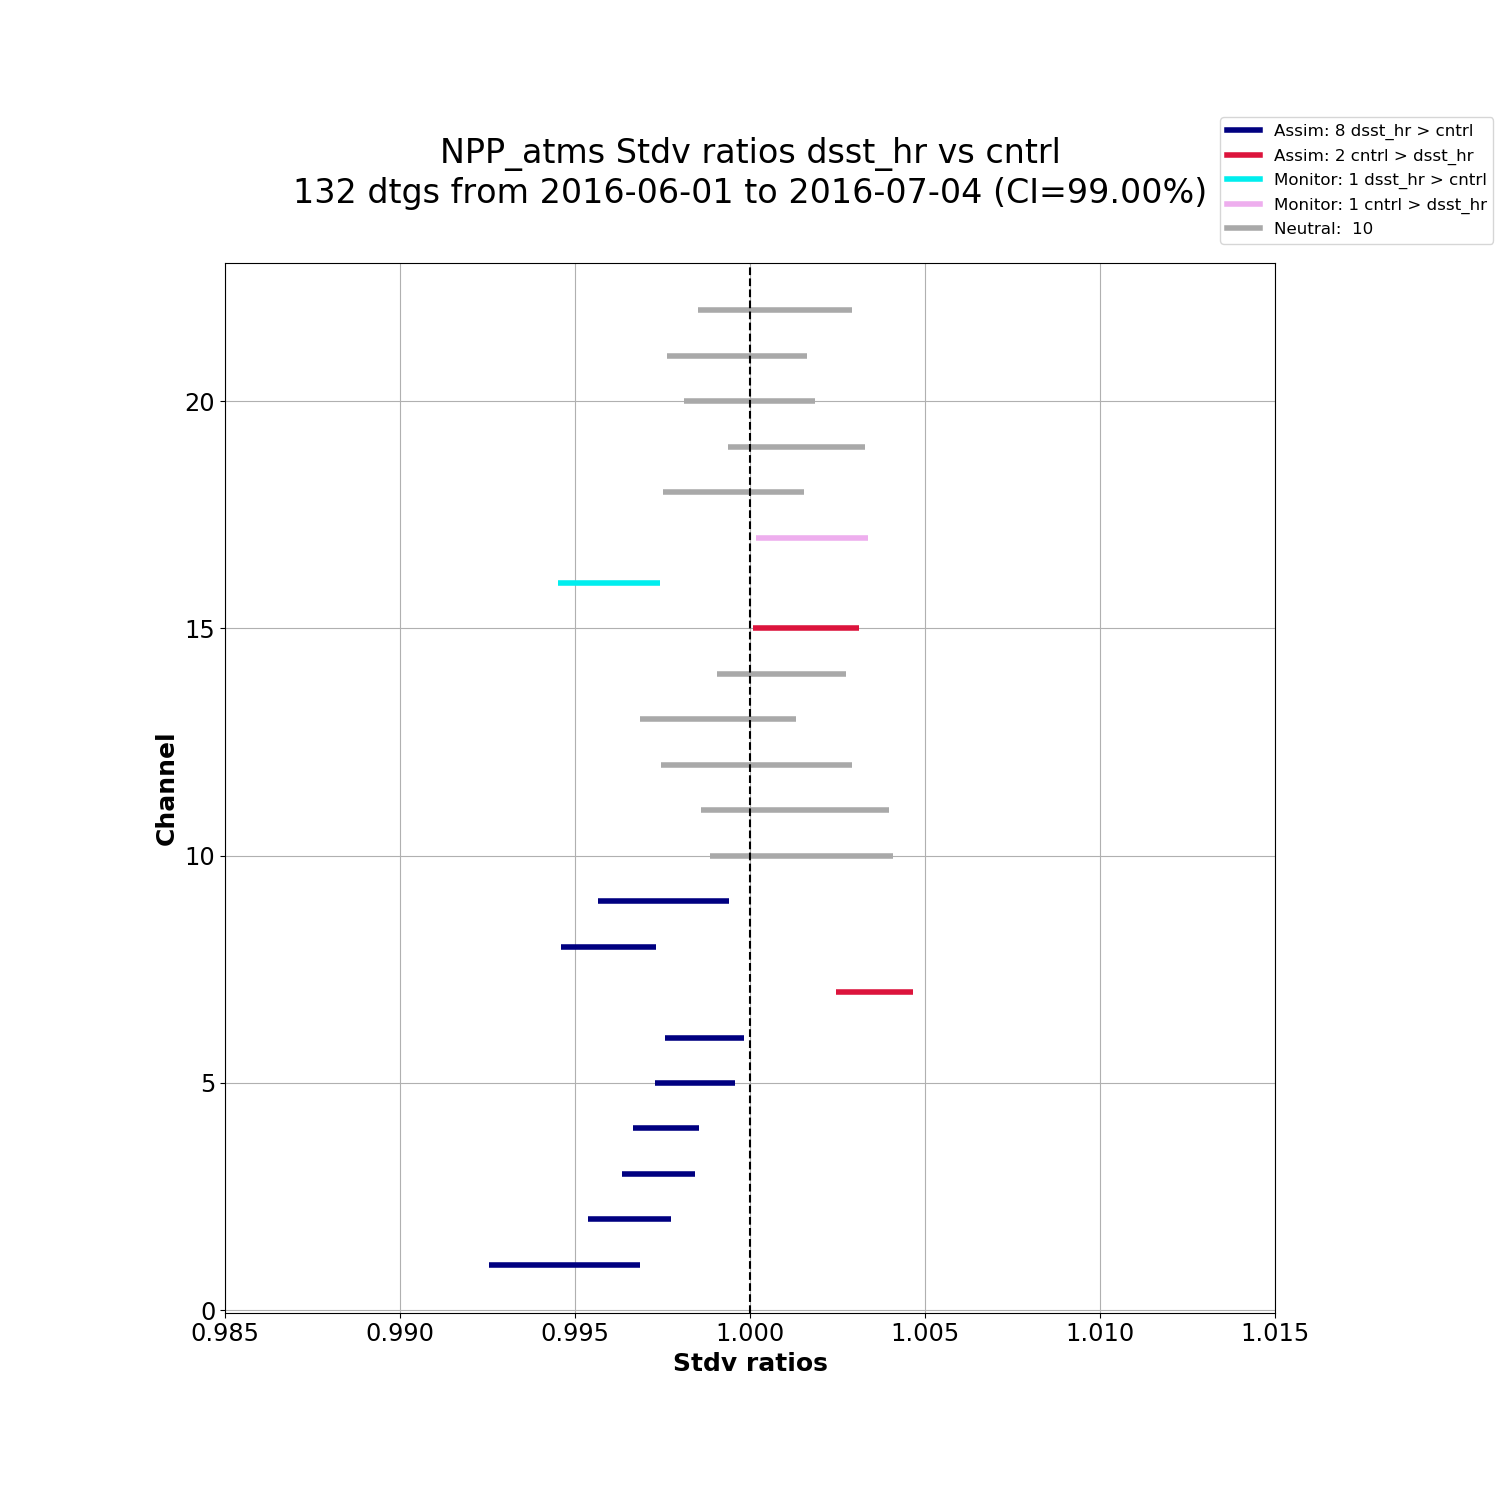 NPP_atms Stdv ratios dsst_hr vs cntrl
132 dtgs from 2016-06-01 to 2016-07-04 (CI=99.00%)
Assim: 8 dsst_hr > cntrl
Assim: 2 cntrl > dsst_hr
Monitor: 1 dsst_hr > cntrl
Monitor: 1 cntrl > dsst_hr
Neutral:  10
Channel
20
15
10
5
0
0.985 0.990 0.995 1.000 1.005 1.010 1.015
Stdv ratios